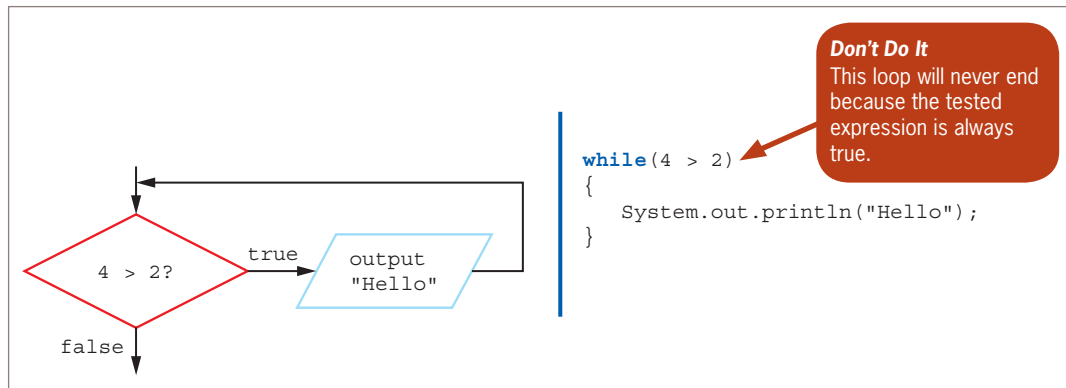 Don't Do It
This loop will never end
because the tested
expression is always
true.
while(4 > 2)
{
System.out.println("Hello");
}
4 > 2?
true
output
"Hello"
false